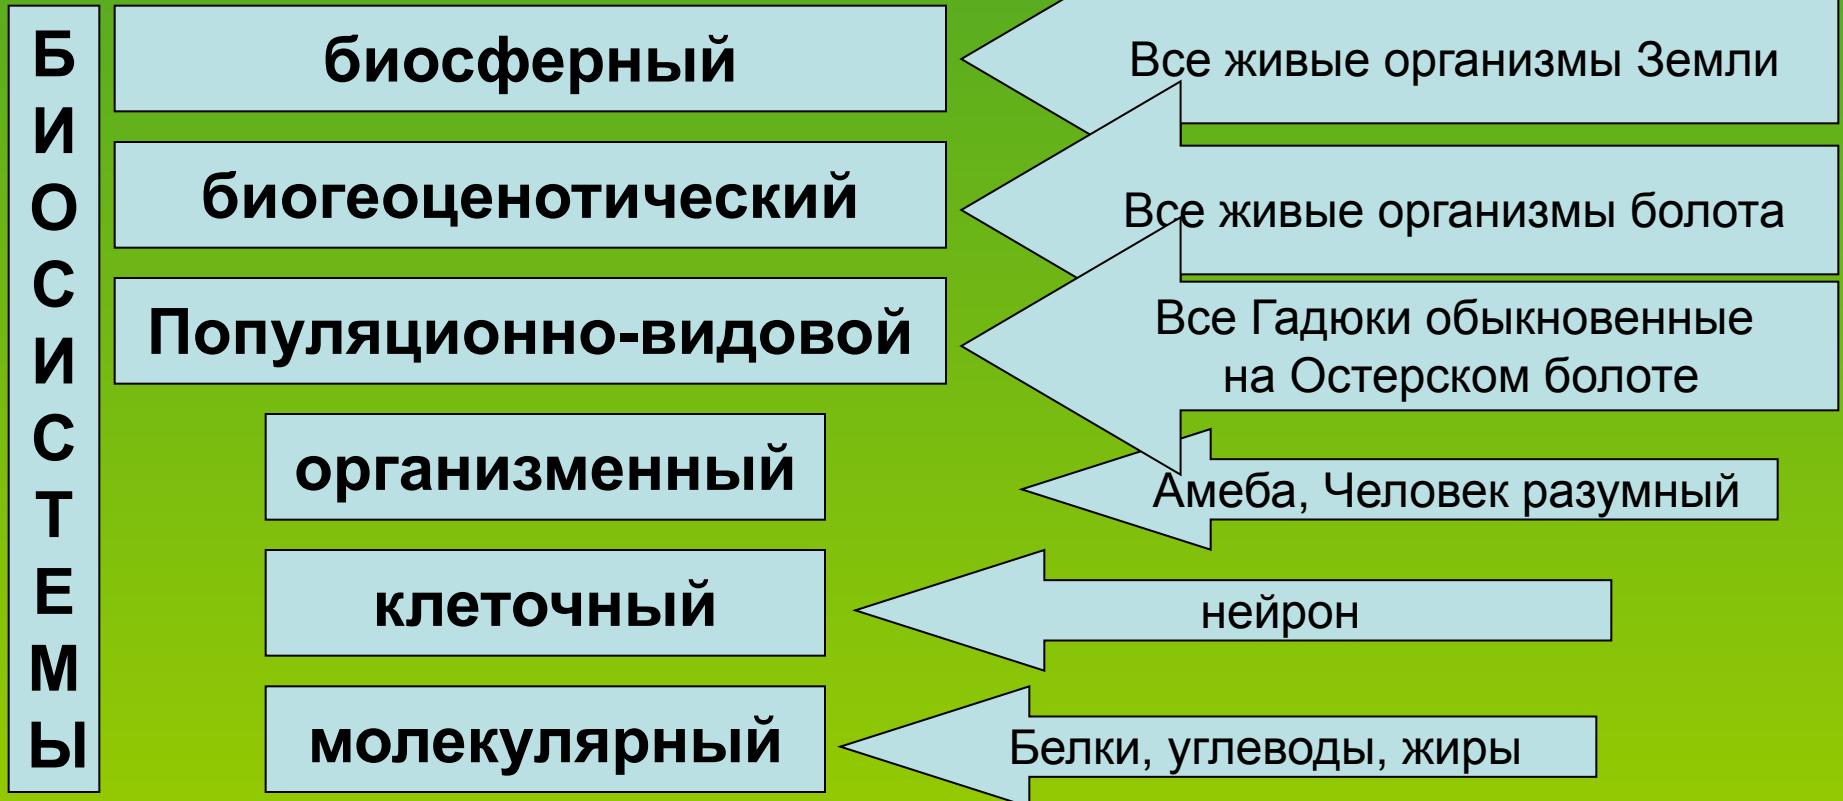 БИОСИСТЕМЫ
биосферный
Все живые организмы Земли
биогеоценотический
Все живые организмы болота
Популяционно-видовой
Все Гадюки обыкновенные
на Остерском болоте
организменный
Амеба, Человек разумный
клеточный
нейрон
молекулярный
Белки, углеводы, жиры